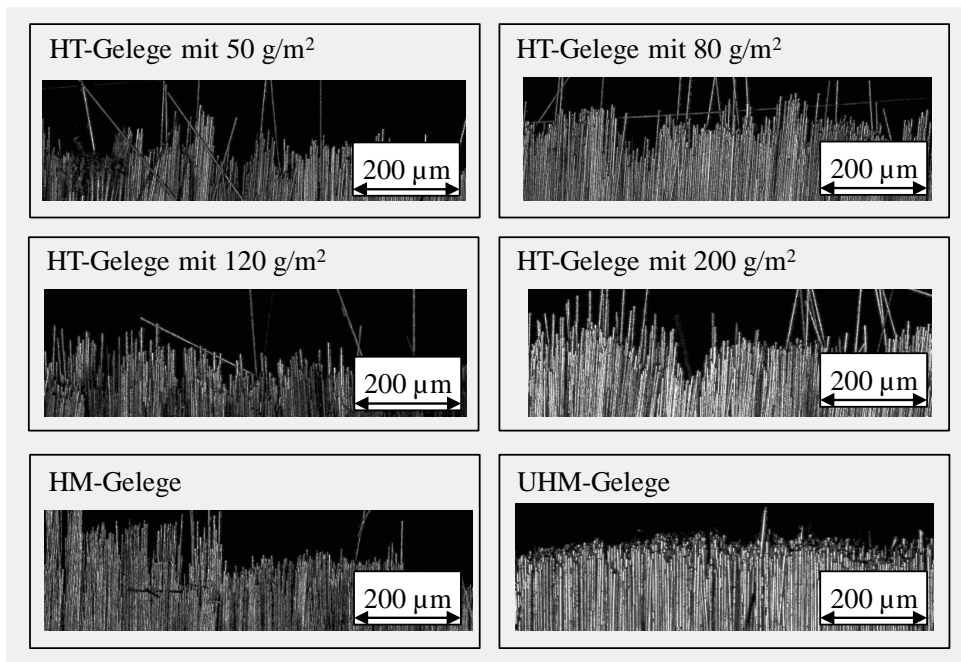 HT-Gelege mit 50 g/m²
200 µm
HT-Gelege mit 80 g/m²
200 µm
HT-Gelege mit 120 g/m²
200 µm
HT-Gelege mit 200 g/m²
200 µm
HM-Gelege
200 µm
UHM-Gelege
200 µm